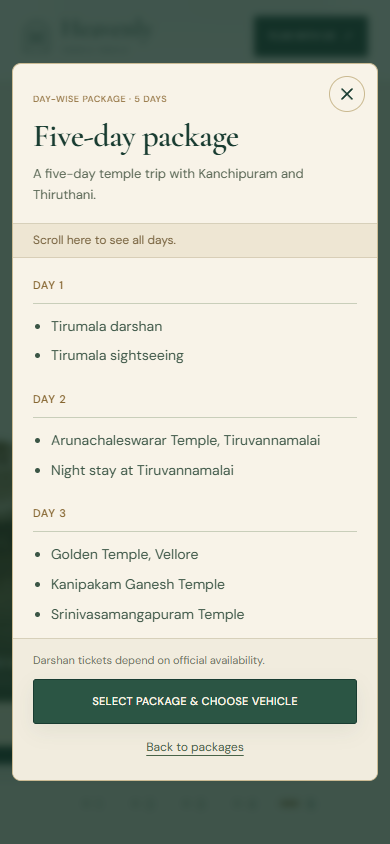 DAY-WISE PACKAGE · 5 DAYS
Five-day package
A five-day temple trip with Kanchipuram and
Thiruthani.
Scroll here to see all days.
DAY 1
Tirumala darshan
Tirumala sightseeing
DAY 2
Arunachaleswarar Temple, Tiruvannamalai
Night stay at Tiruvannamalai
DAY 3
Golden Temple, Vellore
Kanipakam Ganesh Temple
Srinivasamangapuram Temple
Darshan tickets depend on official availability.
SELECT PACKAGE & CHOOSE VEHICLE
Back to packages